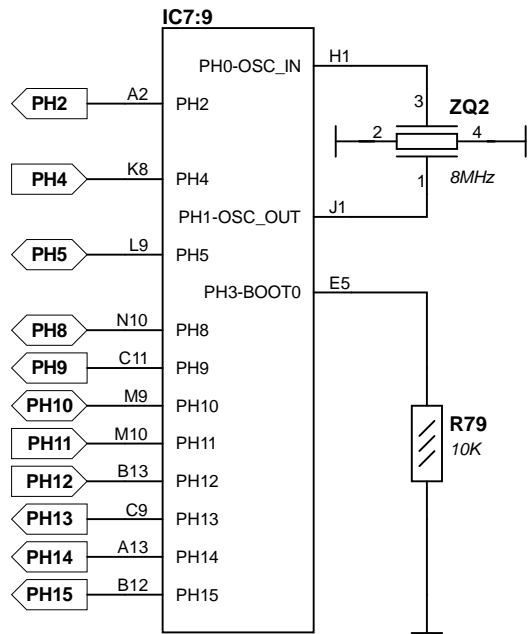 IC7:9
PH0-OSC_IN H1
3 ZQ2
PH2 A2 PH2
2 4
8MHz
PH4 K8 PH4
1
PH1-OSC_OUT J1
PH5 L9 PH5
PH3-BOOT0 E5
PH8 N10 PH8
PH9 C11 PH9
PH10 M9 PH10
R79
PH11 M10 PH11
10K
PH12 B13 PH12
PH13 C9 PH13
PH14 A13 PH14
PH15 B12 PH15